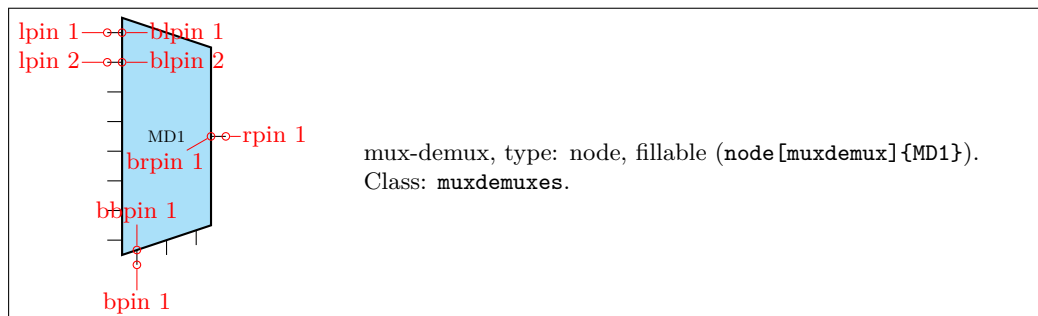 lpin 1
blpin 1
lpin 2
blpin 2
MD1
rpin 1
brpin 1
bbpin 1
bpin 1
mux-demux, type: node, fillable (node[muxdemux]{MD1}).
Class: muxdemuxes.